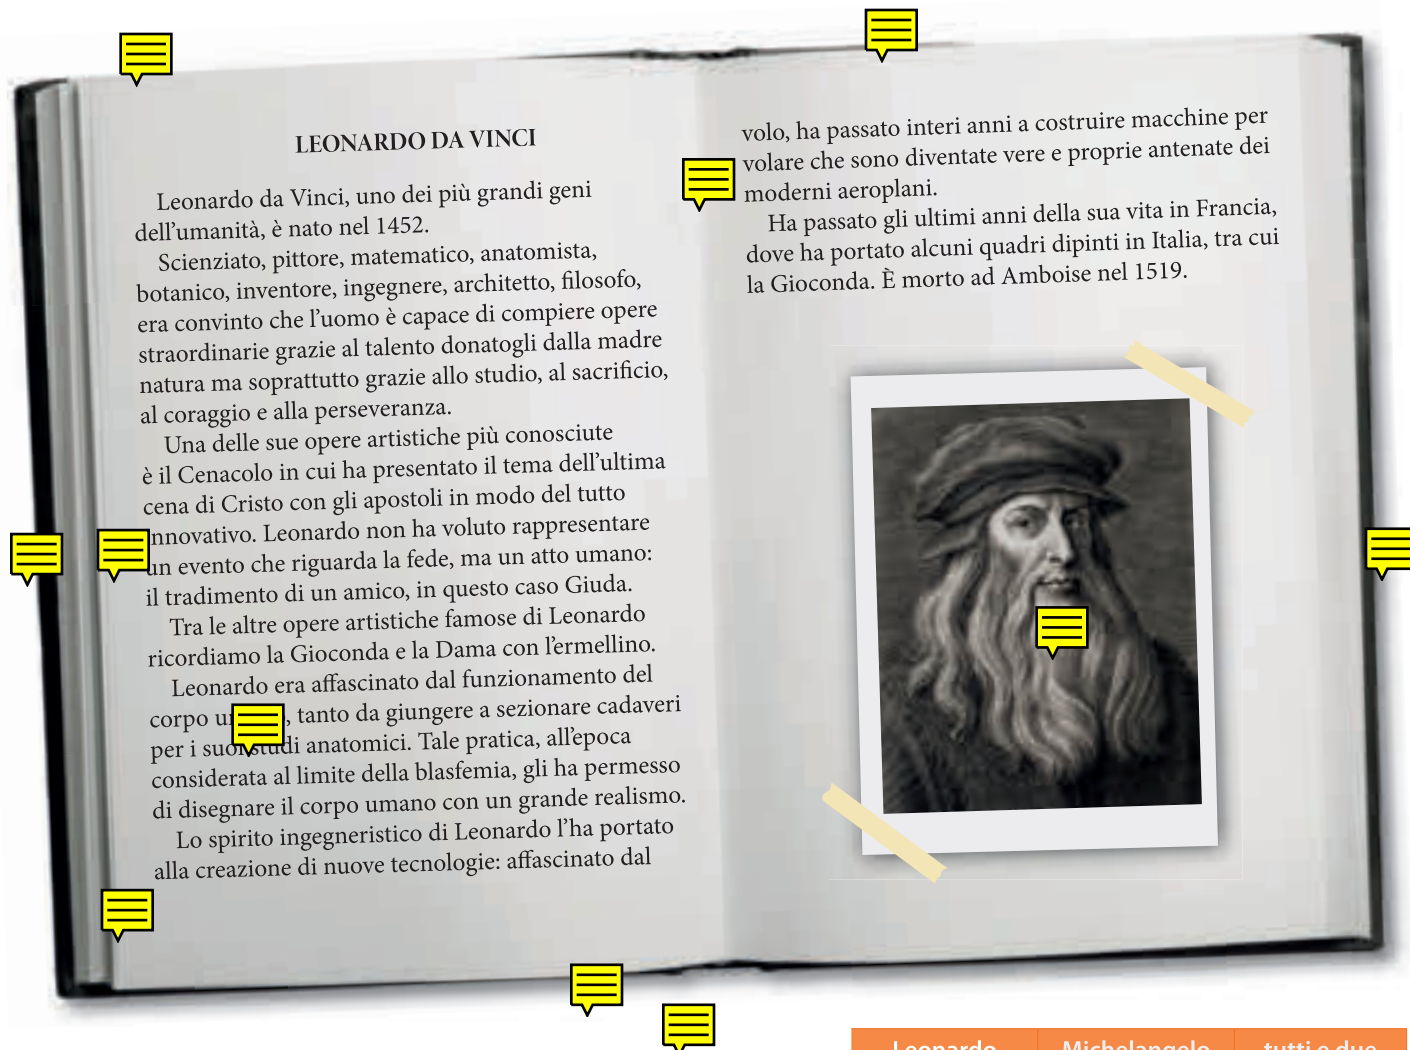 LEONARDO DA VINCI
Leonardo da Vinci, uno dei più grandi geni
dell'umanità, è nato nel 1452.
Scienziato, pittore, matematico, anatomista,
botanico, inventore, ingegnere, architetto, filosofo,
era convinto che l'uomo è capace di compiere opere
straordinarie grazie al talento donatogli dalla madre
natura ma soprattutto grazie allo studio, al sacrificio,
al coraggio e alla perseveranza.
Una delle sue opere artistiche più conosciute
è il Cenacolo in cui ha presentato il tema dell'ultima
cena di Cristo con gli apostoli in modo del tutto
nnovativo. Leonardo non ha voluto rappresentare
un evento che riguarda la fede, ma un atto umano:
il tradimento di un amico, in questo caso Giuda.
Tra le altre opere artistiche famose di Leonardo
ricordiamo la Gioconda e la Dama con l'ermellino.
Leonardo era affascinato dal funzionamento del
corpo u , tanto da giungere a sezionare cadaveri
per i suoi studi anatomici. Tale pratica, all'epoca
considerata al limite della blasfemia, gli ha permesso
di disegnare il corpo umano con un grande realismo.
Lo spirito ingegneristico di Leonardo l'ha portato
alla creazione di nuove tecnologie: affascinato dal
volo, ha passato interi anni a costruire macchine per
volare che sono diventate vere e proprie antenate dei
moderni aeroplani.
Ha passato gli ultimi anni della sua vita in Francia,
dove ha portato alcuni quadri dipinti in Italia, tra cui
la Gioconda. È morto ad Amboise nel 1519.
Leonardo Michelangelo tutti e due